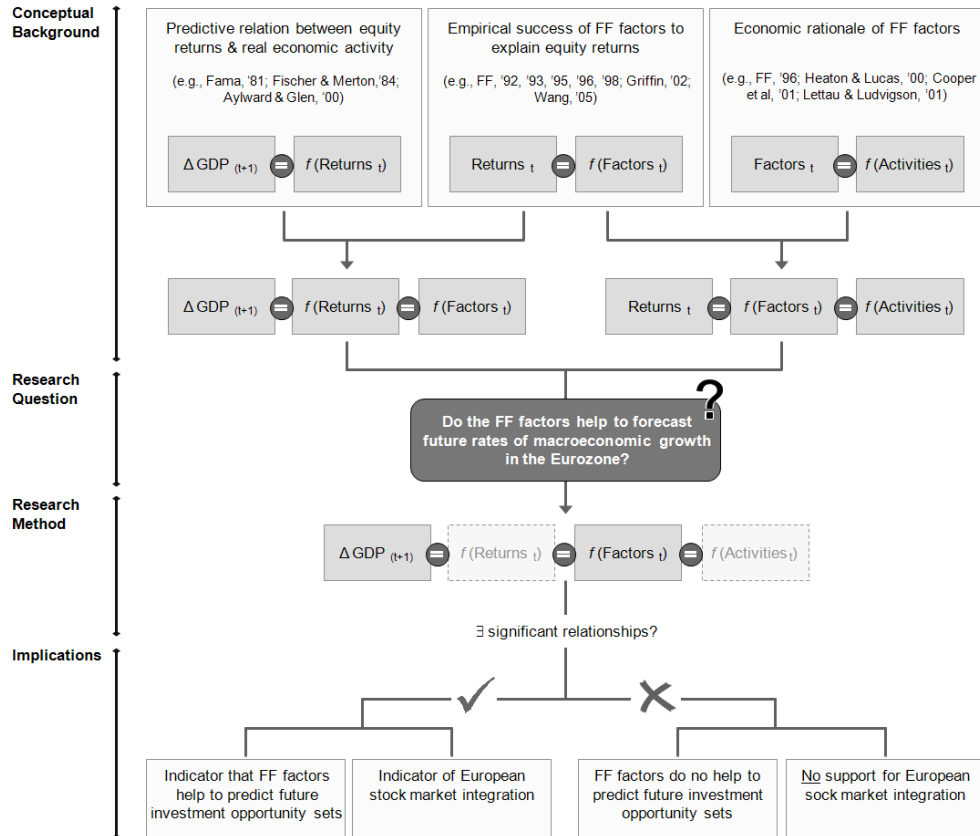 Conceptual
Background
Predictive relation between equity
returns & real economic activity
(e.g., Fama, '81; Fischer & Merton,'84;
Aylward & Glen, '00)
Δ GDP (t+1) = f (Returns t)
Empirical success of FF factors to
explain equity returns
(e.g., FF, '92, '93, '95, '96, '98; Griffin, '02;
Wang, '05)
Returns t = f (Factors t)
Economic rationale of FF factors
(e.g., FF, '96; Heaton & Lucas, '00; Cooper
et al, '01; Lettau & Ludvigson, '01)
Factors t = f (Activities t)
Δ GDP (t+1) = f (Returns t) = f (Factors t)
Returns t = f (Factors t) = f (Activities t)
Research
Question
?
Do the FF factors help to forecast
future rates of macroeconomic growth
in the Eurozone?
Research
Method
Δ GDP (t+1) = f (Returns t) = f (Factors t) = f (Activities t)
∃ significant relationships?
Implications
Indicator that FF factors
help to predict future
investment opportunity sets
Indicator of European
stock market integration
FF factors do no help to
predict future investment
opportunity sets
No support for European
sock market integration